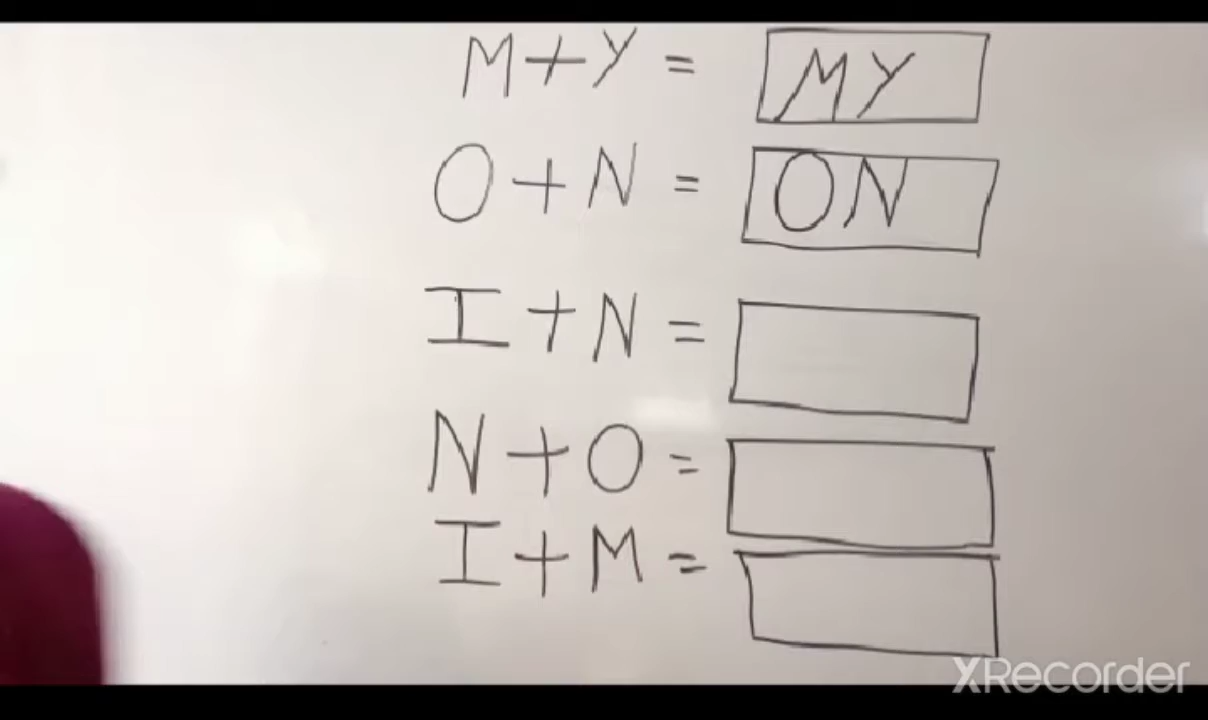 M+Y = MY
O+N = ON
I+N =
N+O =
I+M =
XRecorder